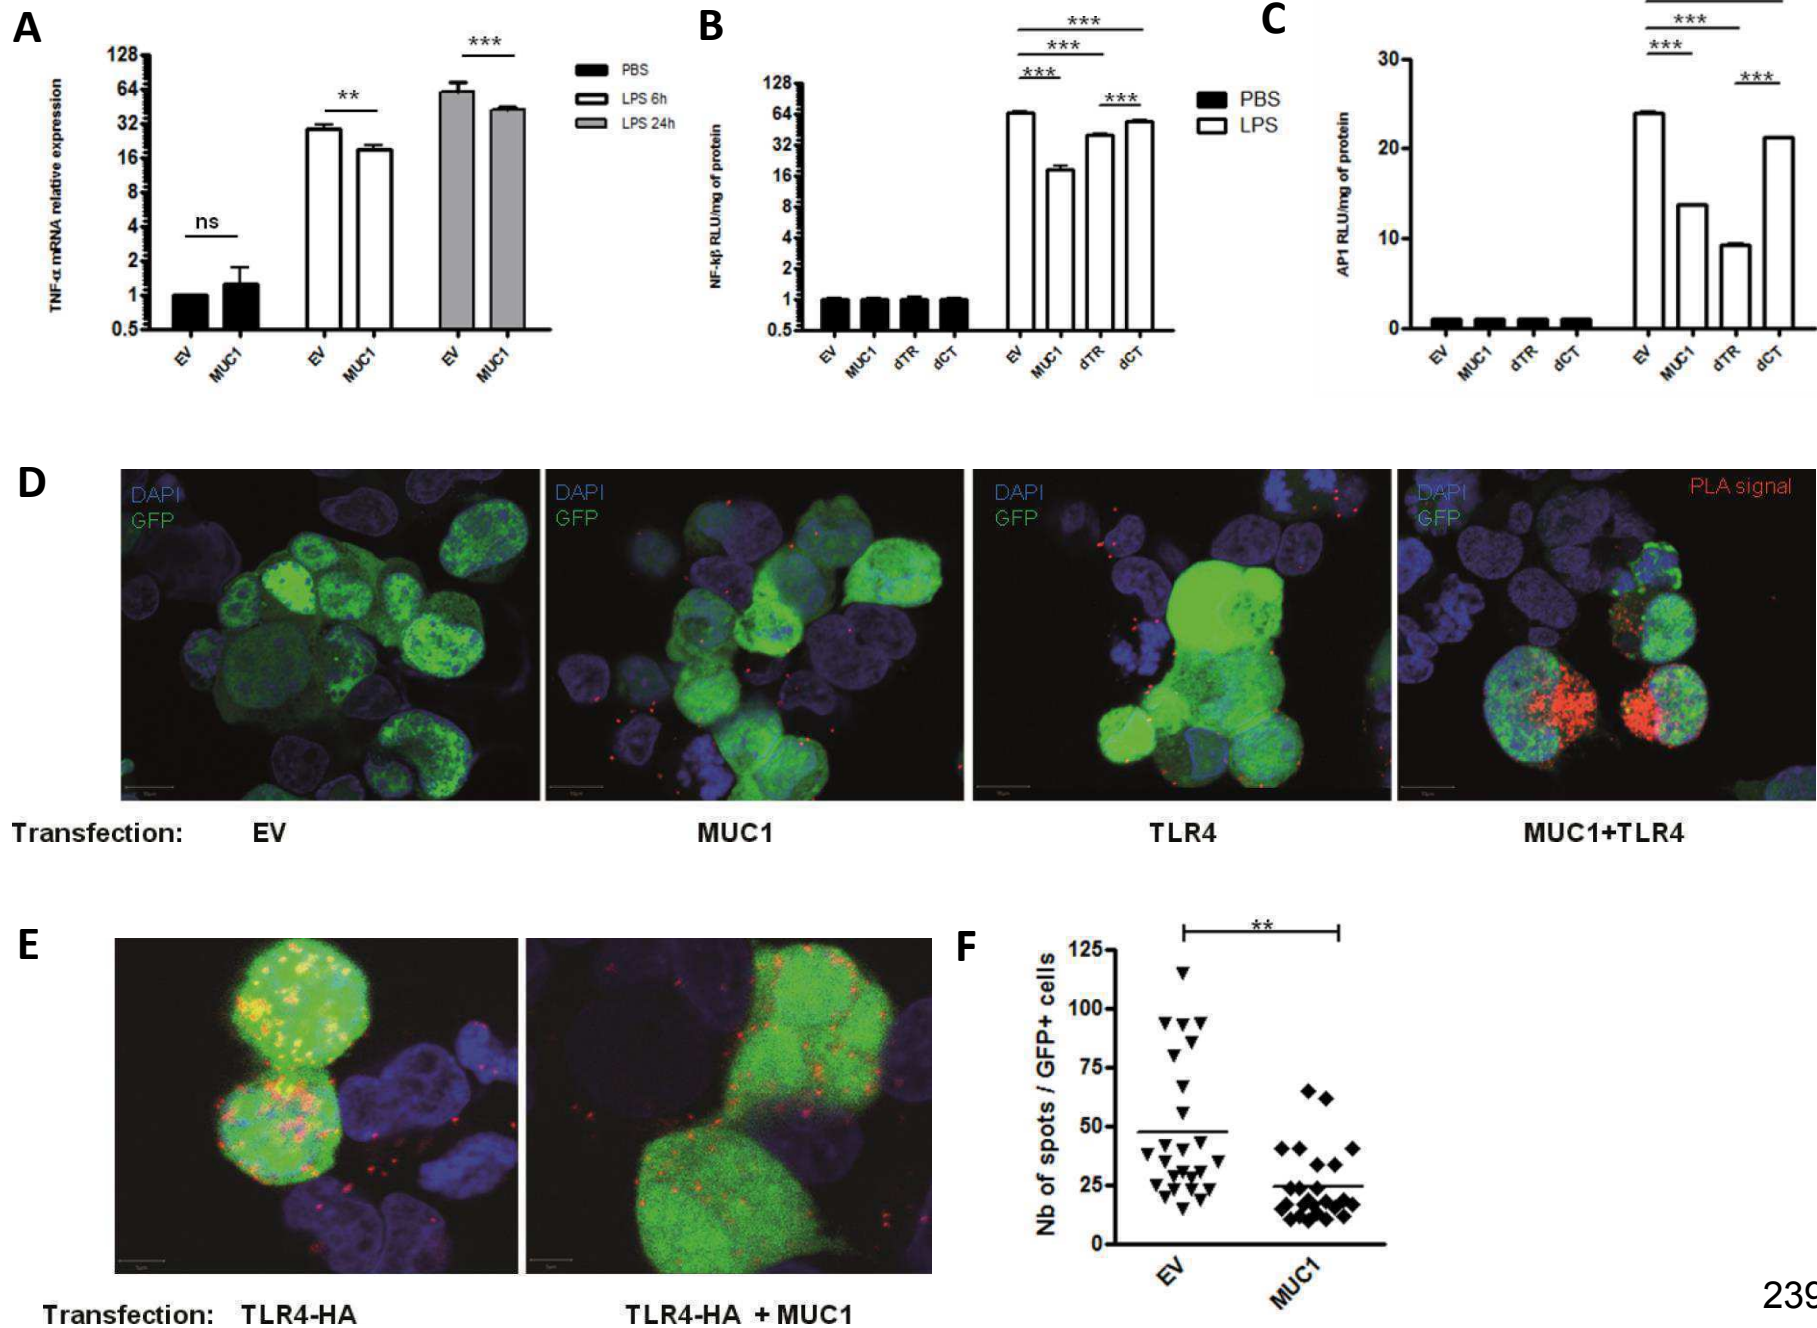 A
TNF-α mRNA relative expression
128
64
32
16
8
4
2
1
0.5
ns
**
***
PBS
LPS 6h
LPS 24h
EV
MUC1
EV
MUC1
EV
MUC1
B
NF-kβ RLU/mg of protein
128
64
32
16
8
4
2
1
0.5
***
***
***
***
PBS
LPS
EV
MUC1
dTR
dCT
EV
MUC1
dTR
dCT
C
AP1 RLU/mg of protein
30
20
10
0
***
***
***
EV
MUC1
dTR
dCT
EV
MUC1
dTR
dCT
D
DAPI
GFP
DAPI
GFP
DAPI
GFP
DAPI
GFP
PLA signal
Transfection: EV MUC1 TLR4 MUC1+TLR4
E
Transfection: TLR4-HA TLR4-HA + MUC1
F
Nb of spots / GFP+ cells
125
100
75
50
25
0
**
EV
MUC1
239